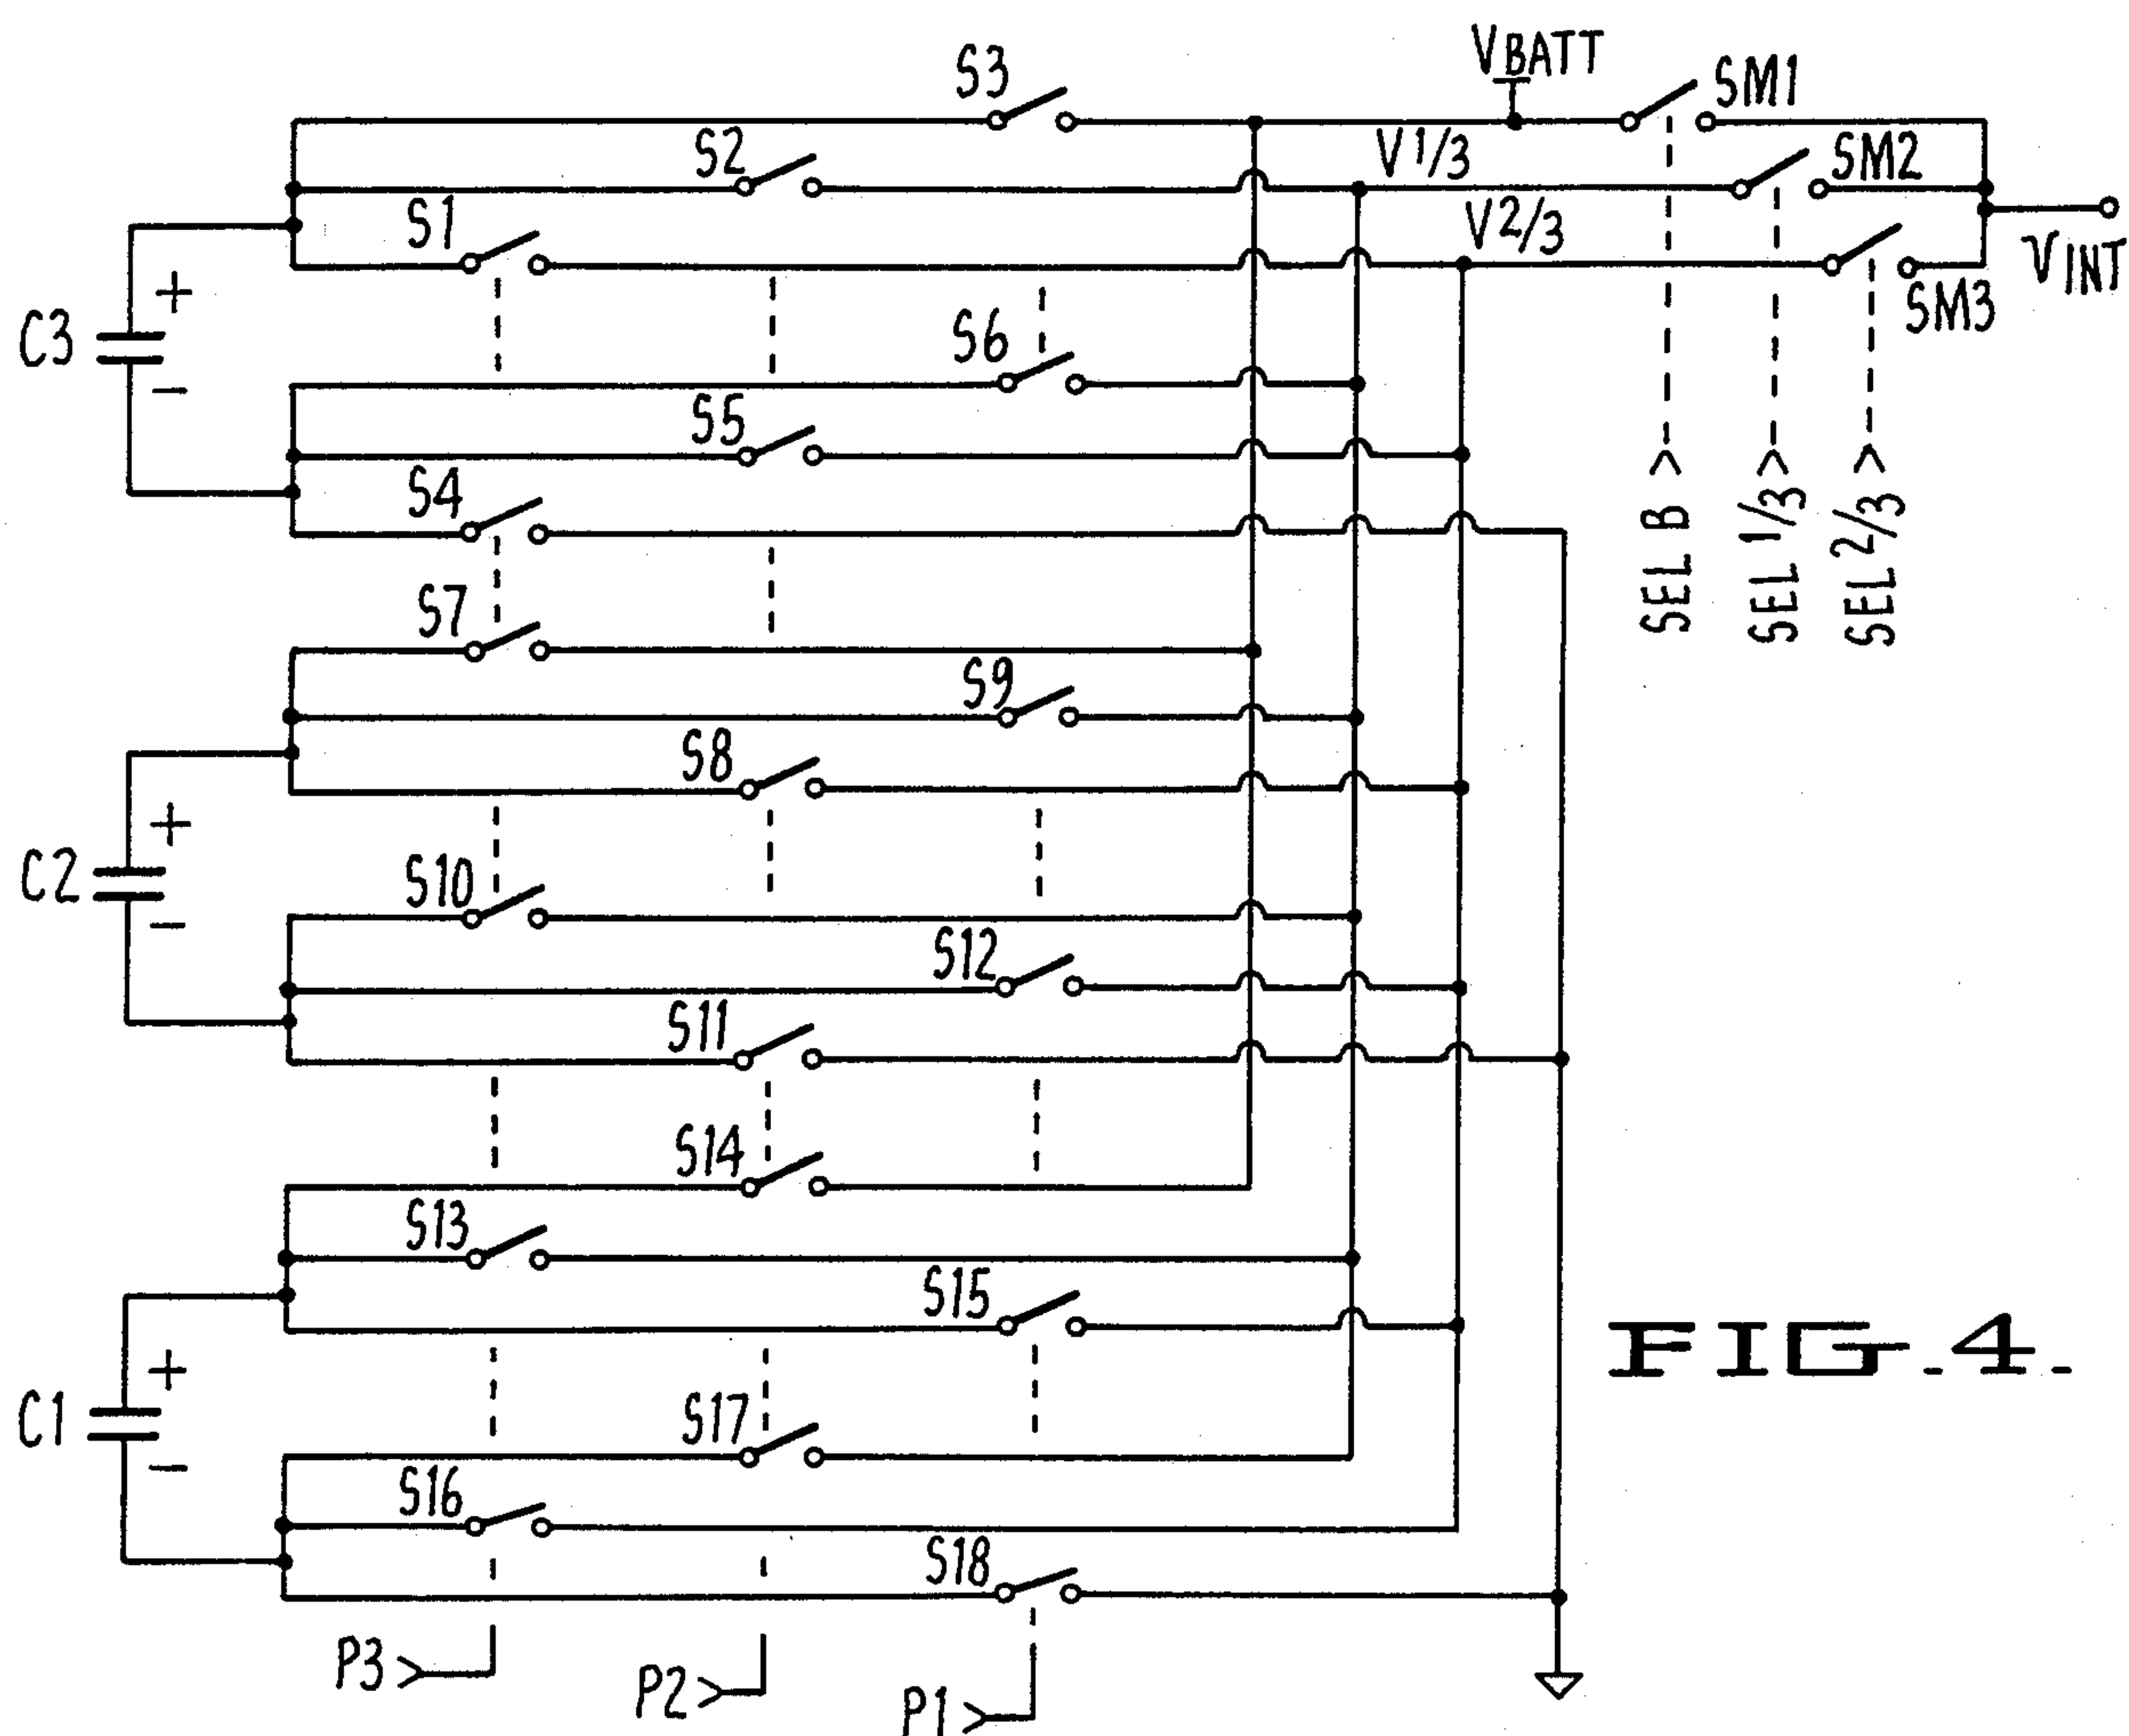 S3
VBATT
SM1
S2
V1/3
SM2
S1
V2/3
VINT
+
C3
SM3
S6
−
S5
S4
SEL B >
SEL 1/3 >
SEL 2/3 >
S7
S9
S8
+
C2
S10
−
S12
S11
S14
S13
S15
FIG.4.
+
C1
S17
−
S16
S18
P3 >
P2 >
P1 >